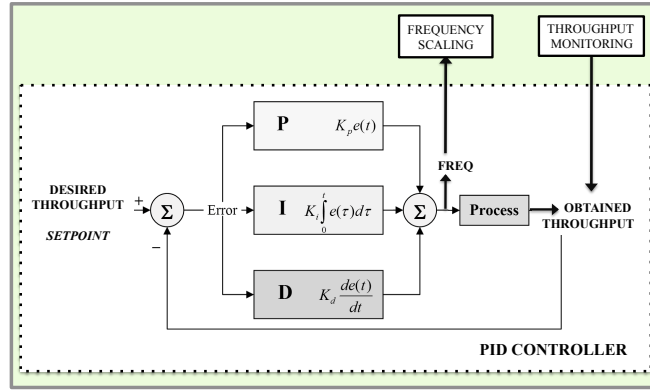 FREQUENCY
SCALING
THROUGHPUT
MONITORING
P K_p e(t)
FREQ
DESIRED
THROUGHPUT
SETPOINT
+
−
Σ
Error
I K_i ∫_0^t e(τ)dτ
Σ
Process
OBTAINED
THROUGHPUT
D K_d de(t)/dt
PID CONTROLLER